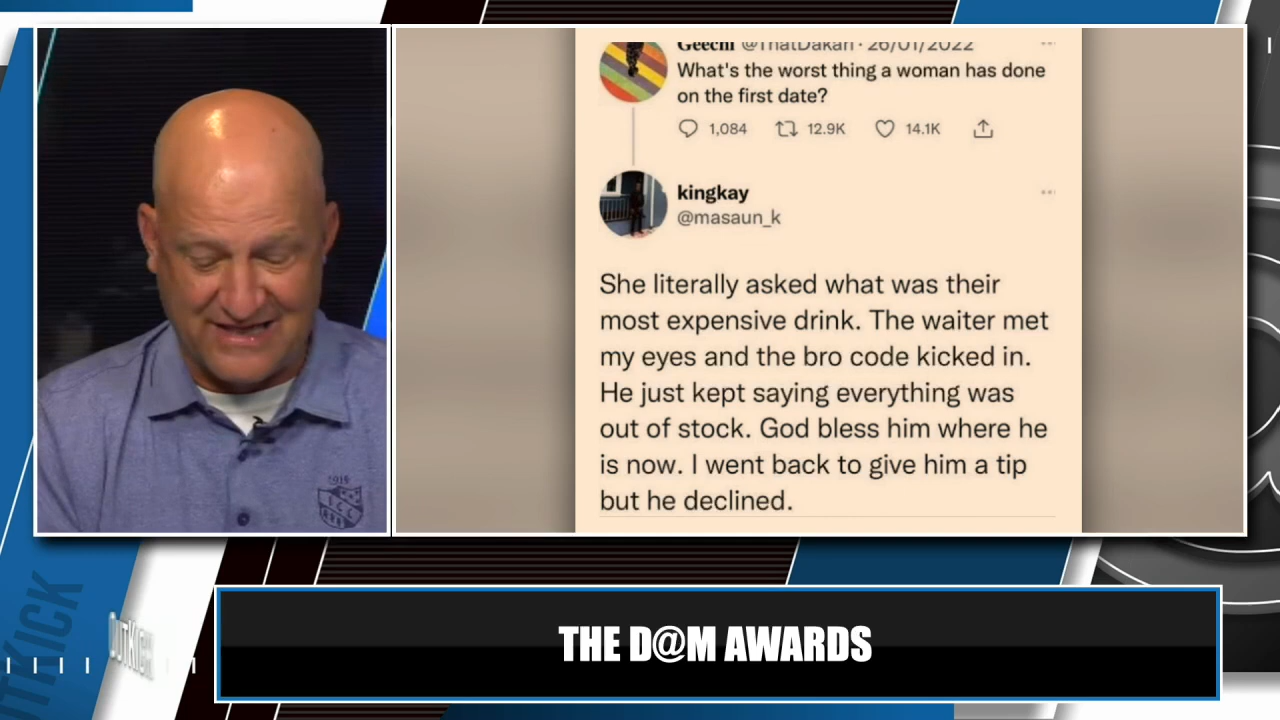 Geechi @ThatDakari · 26/01/2022
What's the worst thing a woman has done
on the first date?
1,084 12.9K 14.1K
kingkay
@masaun_k
She literally asked what was their
most expensive drink. The waiter met
my eyes and the bro code kicked in.
He just kept saying everything was
out of stock. God bless him where he
is now. I went back to give him a tip
but he declined.
THE D@M AWARDS
OUTKICK
OUTKICK